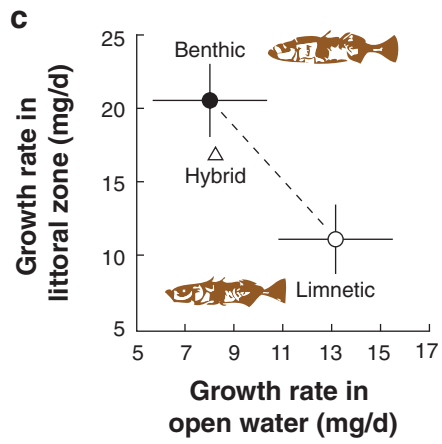 c
Growth rate in
littoral zone (mg/d)
25
20
15
10
5
Benthic
Hybrid
Limnetic
5 7 9 11 13 15 17
Growth rate in
open water (mg/d)